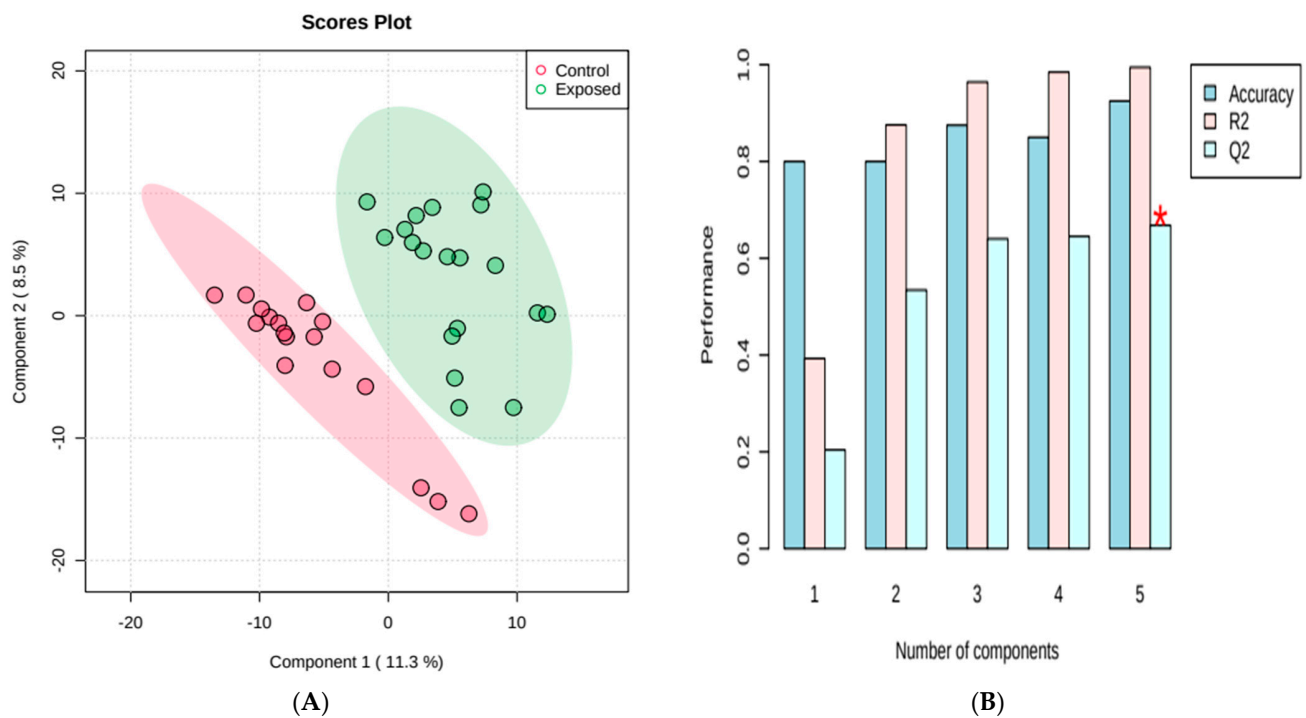 Scores Plot
Control
Exposed
20
10
0
-10
-20
Component 2 ( 8.5 %)
-20
-10
0
10
Component 1 ( 11.3 %)
(A)
Accuracy
R2
Q2
1.0
0.8
0.6
0.4
0.2
0.0
Performance
*
1
2
3
4
5
Number of components
(B)